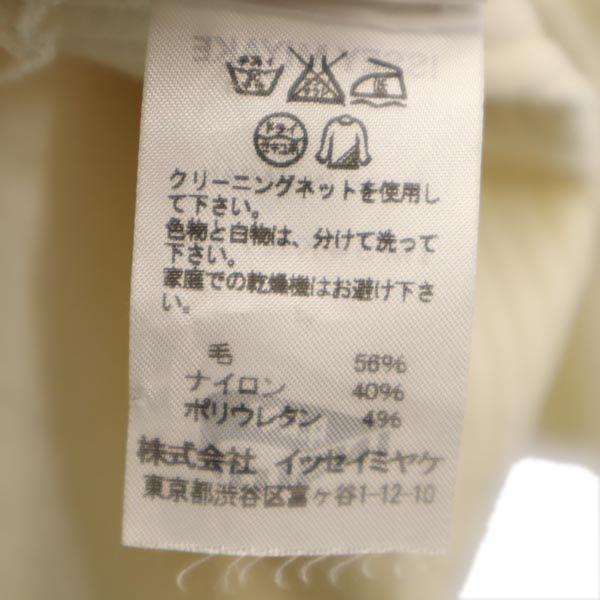 クリーニングネットを使用し
て下さい。
色物と白物は、分けて洗って
下さい。
家庭での乾燥機はお避け下さ
い。
毛 56%
ナイロン 40%
ポリウレタン 4%
株式会社 イッセイミヤケ
東京都渋谷区富ヶ谷1-12-10